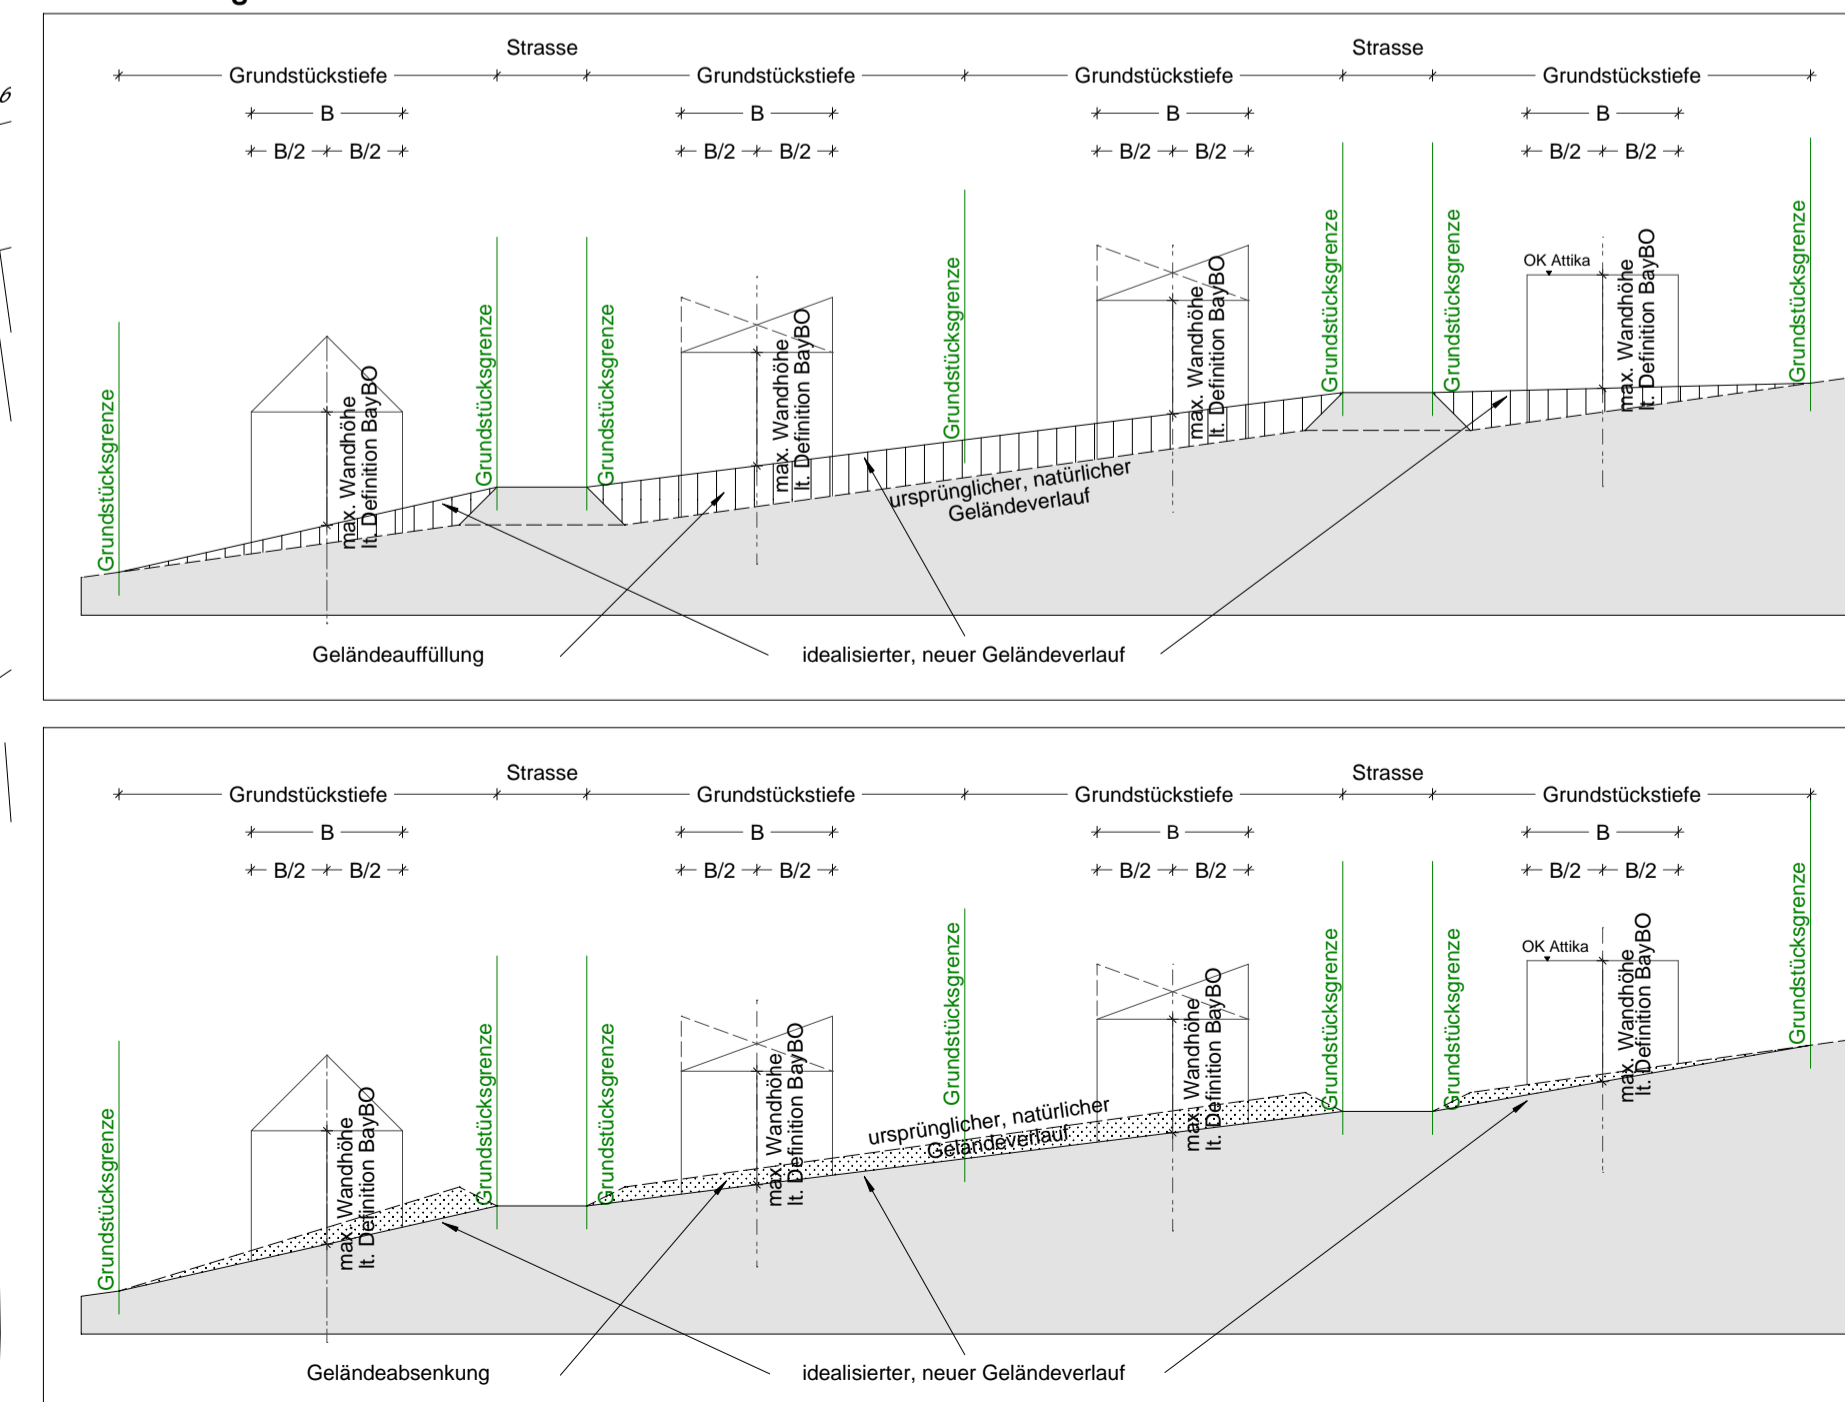 6
Strasse Strasse
Grundstückstiefe Grundstückstiefe Grundstückstiefe Grundstückstiefe
B B B B
B/2 B/2 B/2 B/2 B/2 B/2 B/2 B/2
Grundstücksgrenze
max. Wandhöhe
lt. Definition BayBO
Grundstücksgrenze
Grundstücksgrenze
max. Wandhöhe
lt. Definition BayBO
Grundstücksgrenze
max. Wandhöhe
lt. Definition BayBO
Grundstücksgrenze
Grundstücksgrenze
OK Attika
max. Wandhöhe
lt. Definition BayBO
Grundstücksgrenze
ursprünglicher, natürlicher
Geländeverlauf
Geländeauffüllung idealisierter, neuer Geländeverlauf
Strasse Strasse
Grundstückstiefe Grundstückstiefe Grundstückstiefe Grundstückstiefe
B B B B
B/2 B/2 B/2 B/2 B/2 B/2 B/2 B/2
Grundstücksgrenze
max. Wandhöhe
lt. Definition BayBO
Grundstücksgrenze
Grundstücksgrenze
max. Wandhöhe
lt. Definition BayBO
Grundstücksgrenze
max. Wandhöhe
lt. Definition BayBO
Grundstücksgrenze
Grundstücksgrenze
OK Attika
max. Wandhöhe
lt. Definition BayBO
Grundstücksgrenze
ursprünglicher, natürlicher
Geländeverlauf
Geländeabsenkung idealisierter, neuer Geländeverlauf